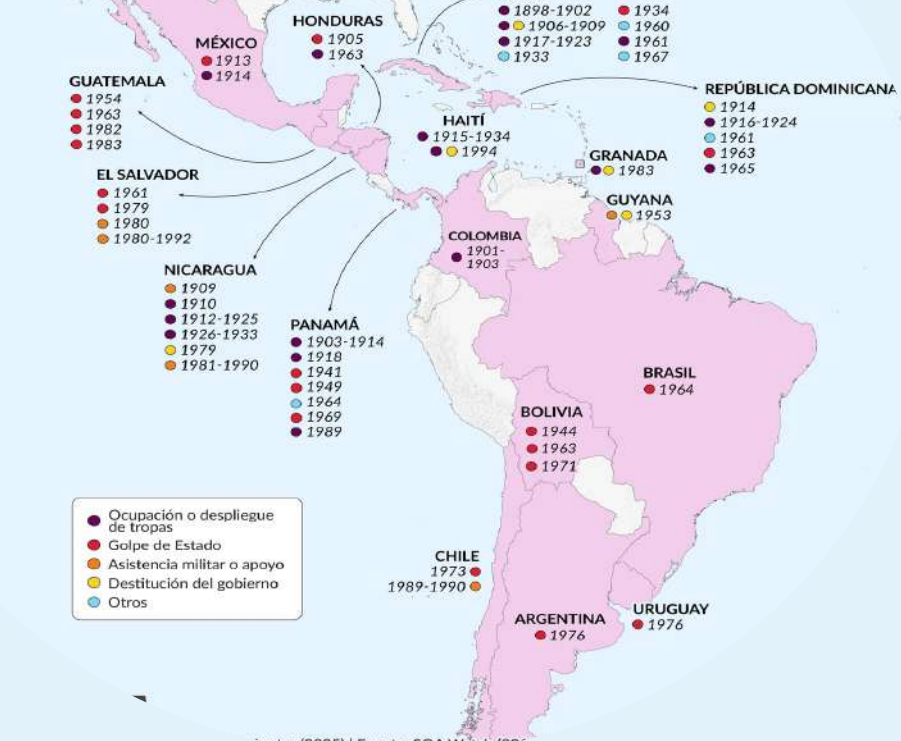 1898-1902
1906-1909
1917-1923
1933
1934
1960
1961
1967
HONDURAS
1905
1963
MÉXICO
1913
1914
GUATEMALA
1954
1963
1982
1983
REPÚBLICA DOMINICANA
1914
1916-1924
1961
1963
1965
HAITÍ
1915-1934
1994
GRANADA
1983
EL SALVADOR
1961
1979
1980
1980-1992
GUYANA
1953
COLOMBIA
1901-
1903
NICARAGUA
1909
1910
1912-1925
1926-1933
1979
1981-1990
PANAMÁ
1903-1914
1918
1941
1949
1964
1969
1989
BRASIL
1964
BOLIVIA
1944
1963
1971
Ocupación o despliegue
de tropas
Golpe de Estado
Asistencia militar o apoyo
Destitución del gobierno
Otros
CHILE
1973
1989-1990
ARGENTINA
1976
URUGUAY
1976